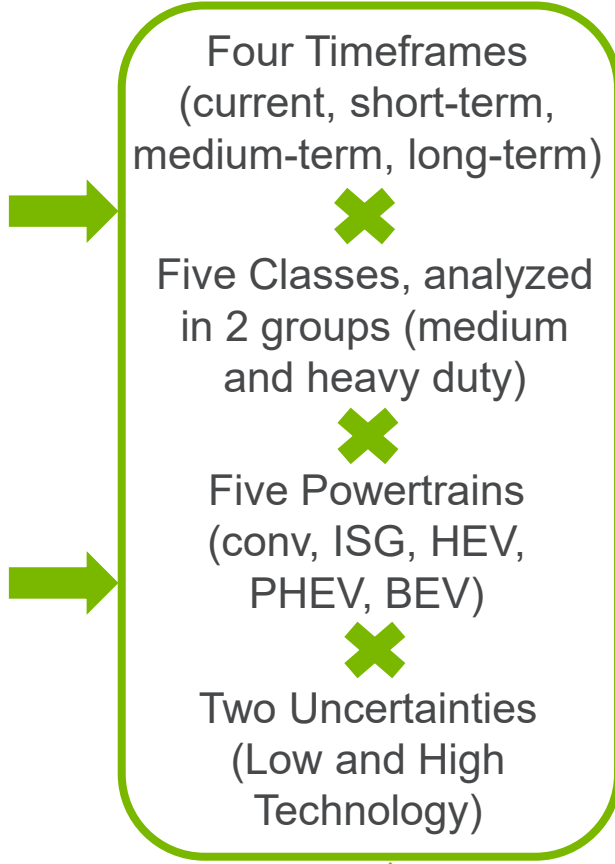 Four Timeframes
(current, short-term,
medium-term, long-term)
Five Classes, analyzed
in 2 groups (medium
and heavy duty)
Five Powertrains
(conv, ISG, HEV,
PHEV, BEV)
Two Uncertainties
(Low and High
Technology)